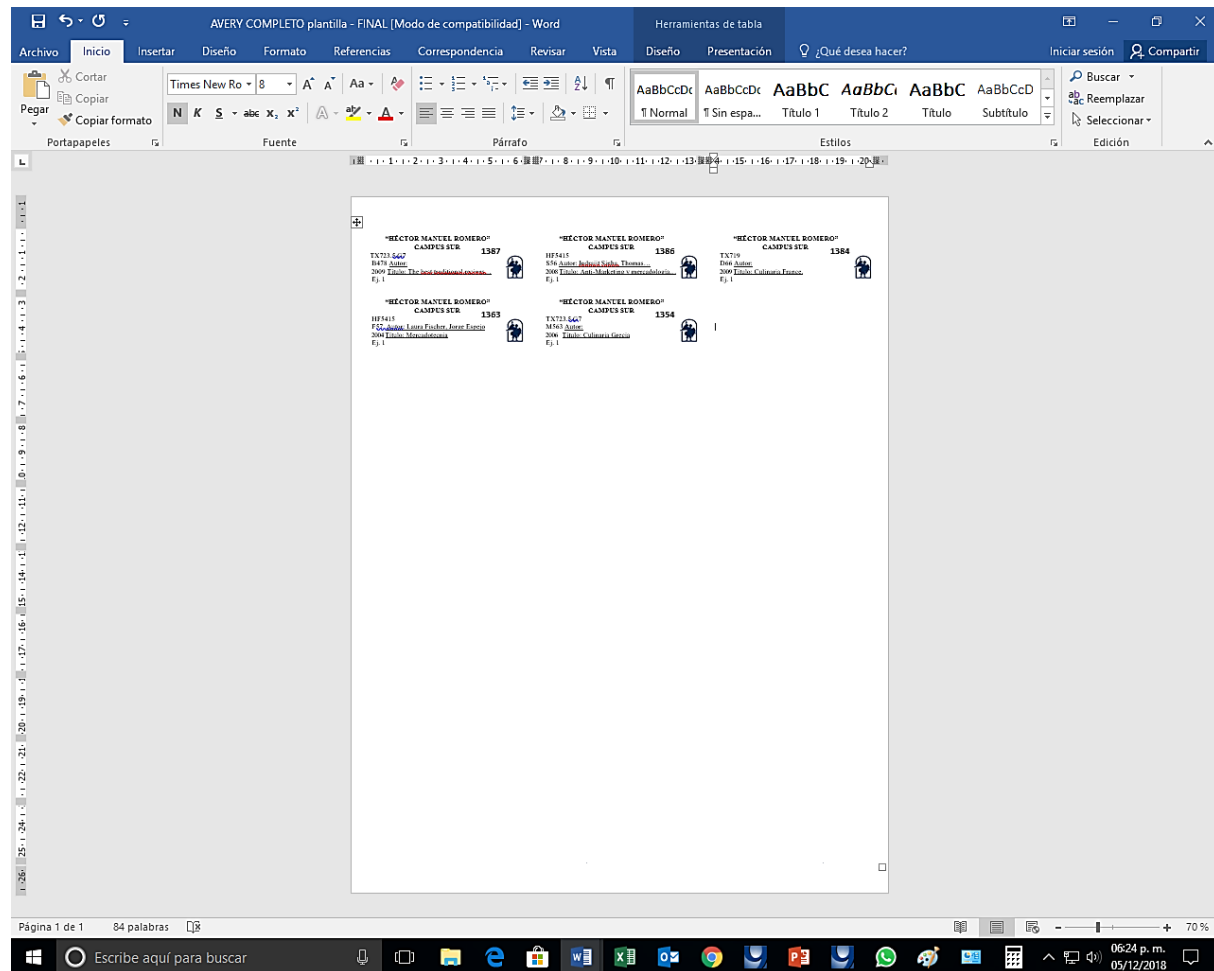 AVERY COMPLETO plantilla - FINAL [Modo de compatibilidad] - Word
Herramientas de tabla
Archivo Inicio Insertar Diseño Formato Referencias Correspondencia Revisar Vista Diseño Presentación ¿Qué desea hacer? Iniciar sesión Compartir
Pegar
Cortar
Copiar
Copiar formato
Portapapeles
Times New Ro 8 A A Aa
N K S abc X₂ X² A ab A
Fuente
Párrafo
AaBbCcDc AaBbCcDc AaBbC AaBbCc AaBbC AaBbCcD
¶ Normal ¶ Sin espa... Título 1 Título 2 Título Subtítulo
Estilos
Buscar
Reemplazar
Seleccionar
Edición
"HÉCTOR MANUEL ROMERO"
CAMPUS SUR 1387
TX723.
B478 Autor:
2009 Título: The best traditional
Ej. 1
"HÉCTOR MANUEL ROMERO"
CAMPUS SUR 1386
HF5415
S56 Autor: Sinha, Thomas...
2008 Título: Anti-Marketing y mercadología...
Ej. 1
"HÉCTOR MANUEL ROMERO"
CAMPUS SUR 1384
TX719
D66 Autor:
2009 Título: Culinaria France.
Ej. 1
"HÉCTOR MANUEL ROMERO"
CAMPUS SUR 1363
HF5415
F57 Autor: Laura Fischer, Jorge Espejo
2004 Título: Mercadotecnia
Ej. 1
"HÉCTOR MANUEL ROMERO"
CAMPUS SUR 1354
TX723.
M563 Autor:
2006 Título: Culinaria Grecia
Ej. 1
Página 1 de 1 84 palabras 70 %
Escribe aquí para buscar
06:24 p. m.
05/12/2018